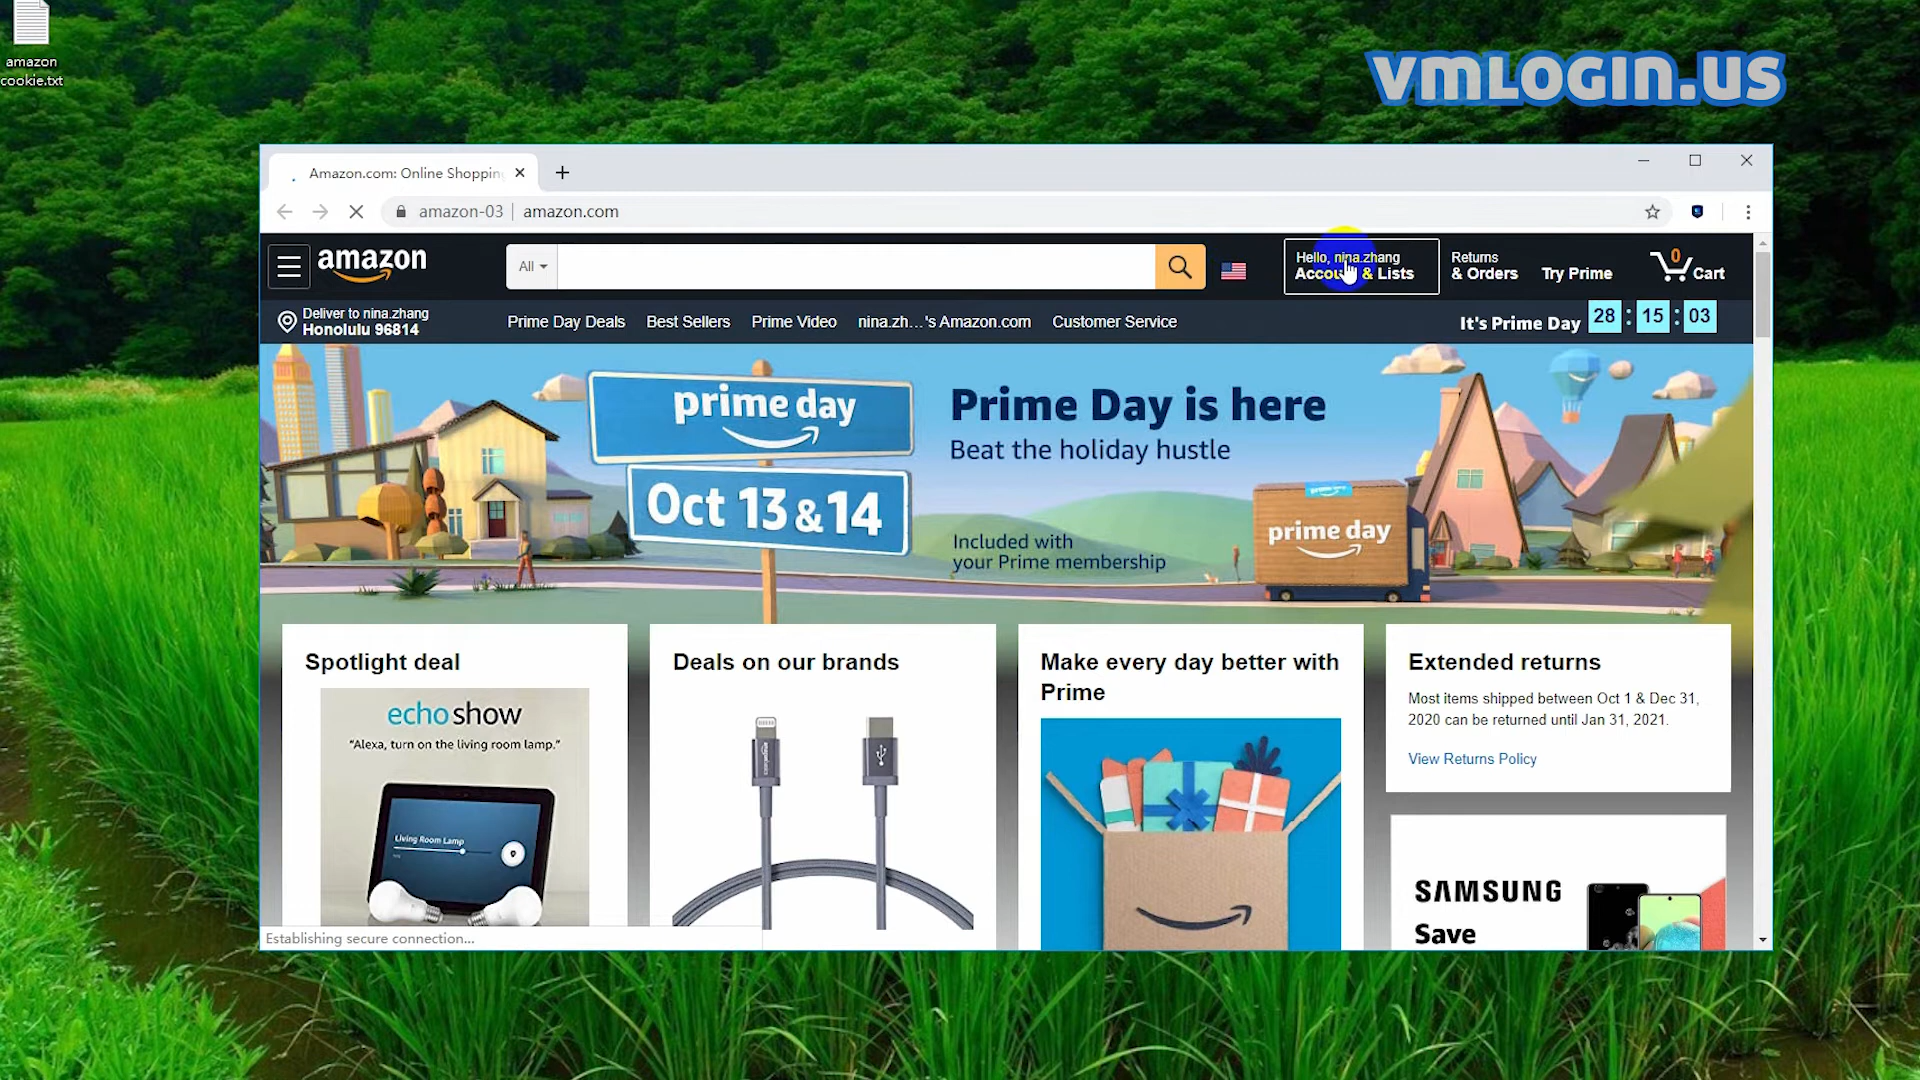 amazon
cookie.txt
VMLOGIN.US
Amazon.com: Online Shopping
amazon-03 | amazon.com
amazon
All
Hello, nina.zhang
Account & Lists
Returns
& Orders
Try Prime
0
Cart
Deliver to nina.zhang
Honolulu 96814
Prime Day Deals
Best Sellers
Prime Video
nina.zh...'s Amazon.com
Customer Service
It's Prime Day 28 : 15 : 03
prime day
Oct 13 & 14
Prime Day is here
Beat the holiday hustle
Included with
your Prime membership
prime day
Spotlight deal
echo show
"Alexa, turn on the living room lamp."
Living Room Lamp
Deals on our brands
Make every day better with
Prime
Extended returns
Most items shipped between Oct 1 & Dec 31,
2020 can be returned until Jan 31, 2021.
View Returns Policy
SAMSUNG
Save
Establishing secure connection...